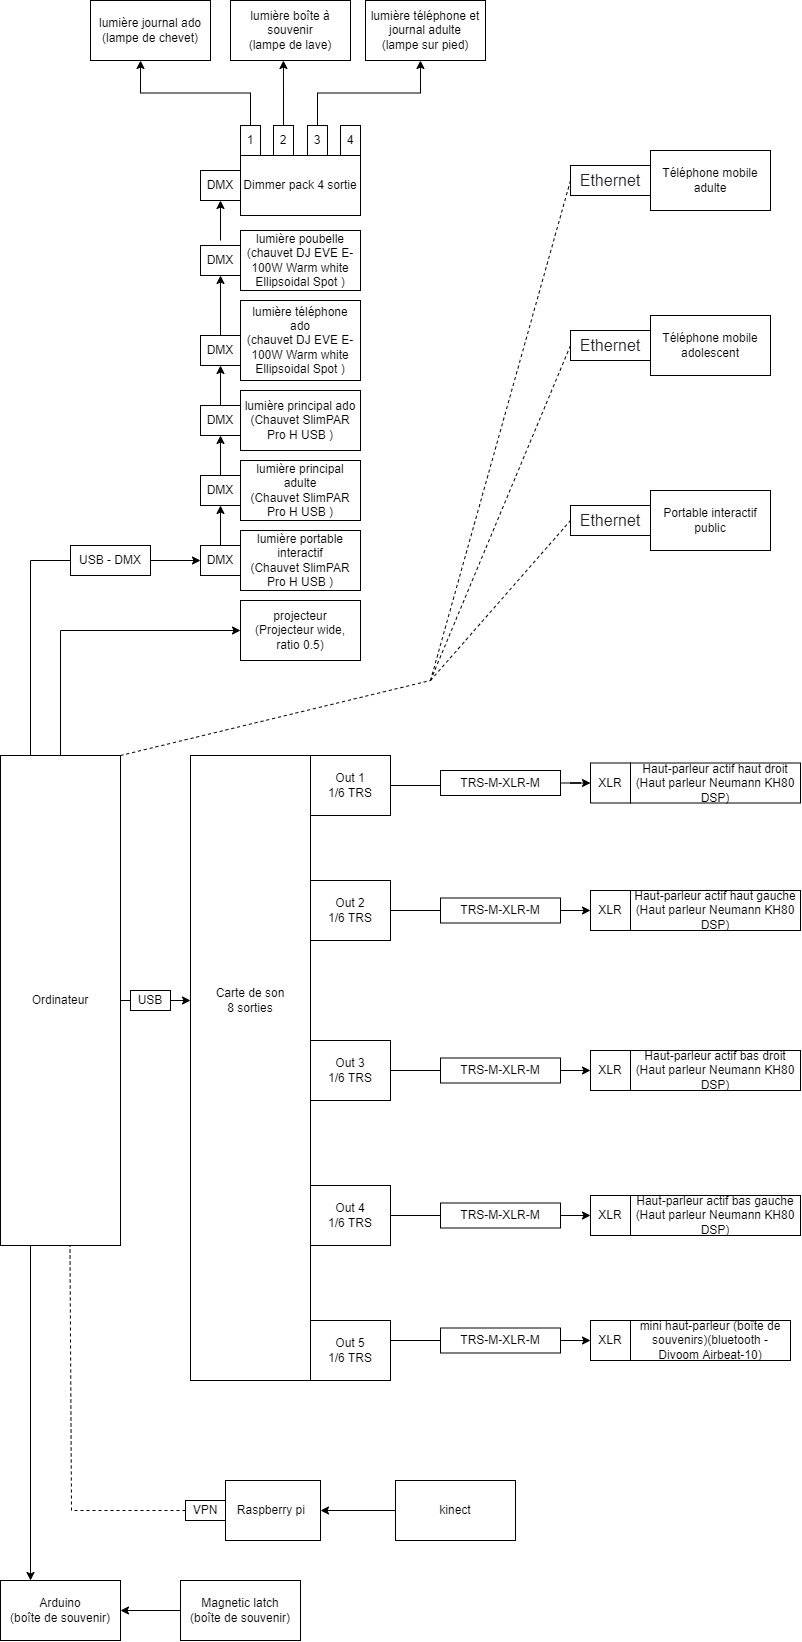 lumière journal ado
(lampe de chevet)
lumière boîte à
souvenir
(lampe de lave)
lumière téléphone et
journal adulte
(lampe sur pied)
1
2
3
4
DMX
Dimmer pack 4 sortie
Ethernet
Téléphone mobile
adulte
DMX
lumière poubelle
(chauvet DJ EVE E-
100W Warm white
Ellipsoidal Spot )
DMX
lumière téléphone
ado
(chauvet DJ EVE E-
100W Warm white
Ellipsoidal Spot )
Ethernet
Téléphone mobile
adolescent
DMX
lumière principal ado
(Chauvet SlimPAR
Pro H USB )
DMX
lumière principal
adulte
(Chauvet SlimPAR
Pro H USB )
Ethernet
Portable interactif
public
USB - DMX
DMX
lumière portable
interactif
(Chauvet SlimPAR
Pro H USB )
projecteur
(Projecteur wide,
ratio 0.5)
Out 1
1/6 TRS
TRS-M-XLR-M
XLR
Haut-parleur actif haut droit
(Haut parleur Neumann KH80
DSP)
Out 2
1/6 TRS
TRS-M-XLR-M
XLR
Haut-parleur actif haut gauche
(Haut parleur Neumann KH80
DSP)
Ordinateur
USB
Carte de son
8 sorties
Out 3
1/6 TRS
TRS-M-XLR-M
XLR
Haut-parleur actif bas droit
(Haut parleur Neumann KH80
DSP)
Out 4
1/6 TRS
TRS-M-XLR-M
XLR
Haut-parleur actif bas gauche
(Haut parleur Neumann KH80
DSP)
Out 5
1/6 TRS
TRS-M-XLR-M
XLR
mini haut-parleur (boîte de
souvenirs)(bluetooth -
Divoom Airbeat-10)
VPN
Raspberry pi
kinect
Arduino
(boîte de souvenir)
Magnetic latch
(boîte de souvenir)